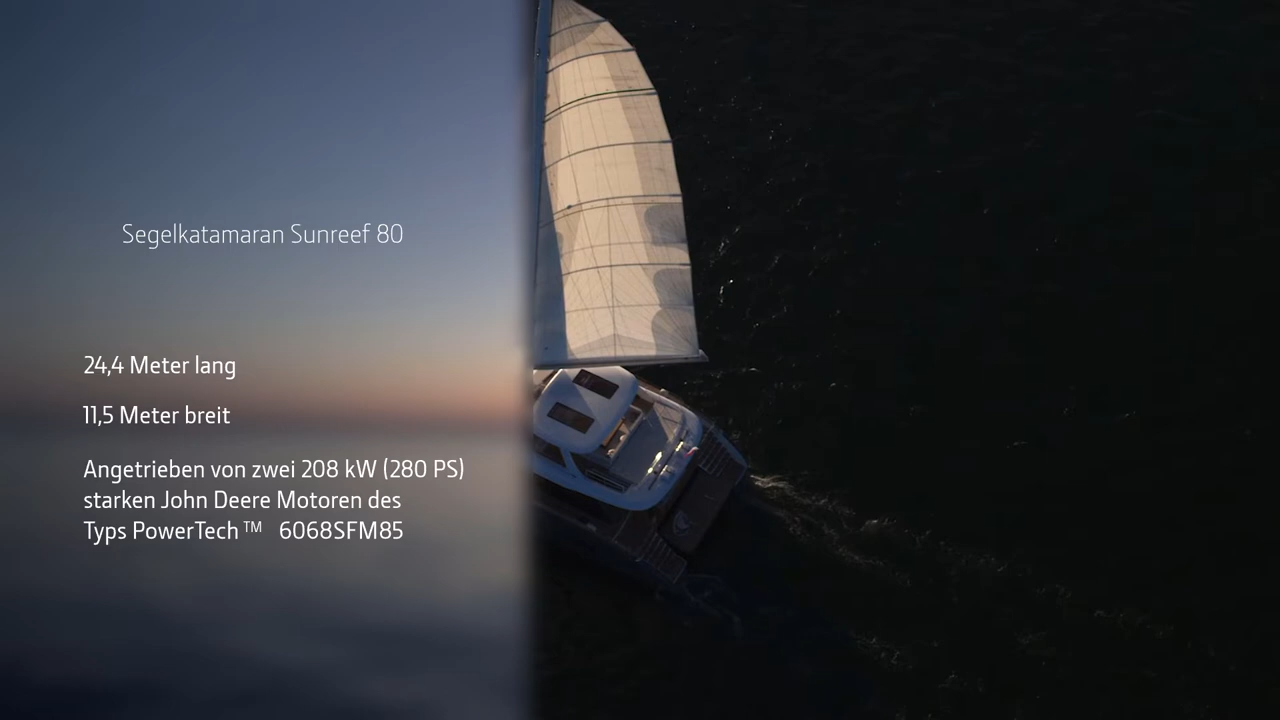 Segelkatamaran Sunreef 80
24,4 Meter lang
11,5 Meter breit
Angetrieben von zwei 208 kW (280 PS)
starken John Deere Motoren des
Typs PowerTech™ 6068SFM85